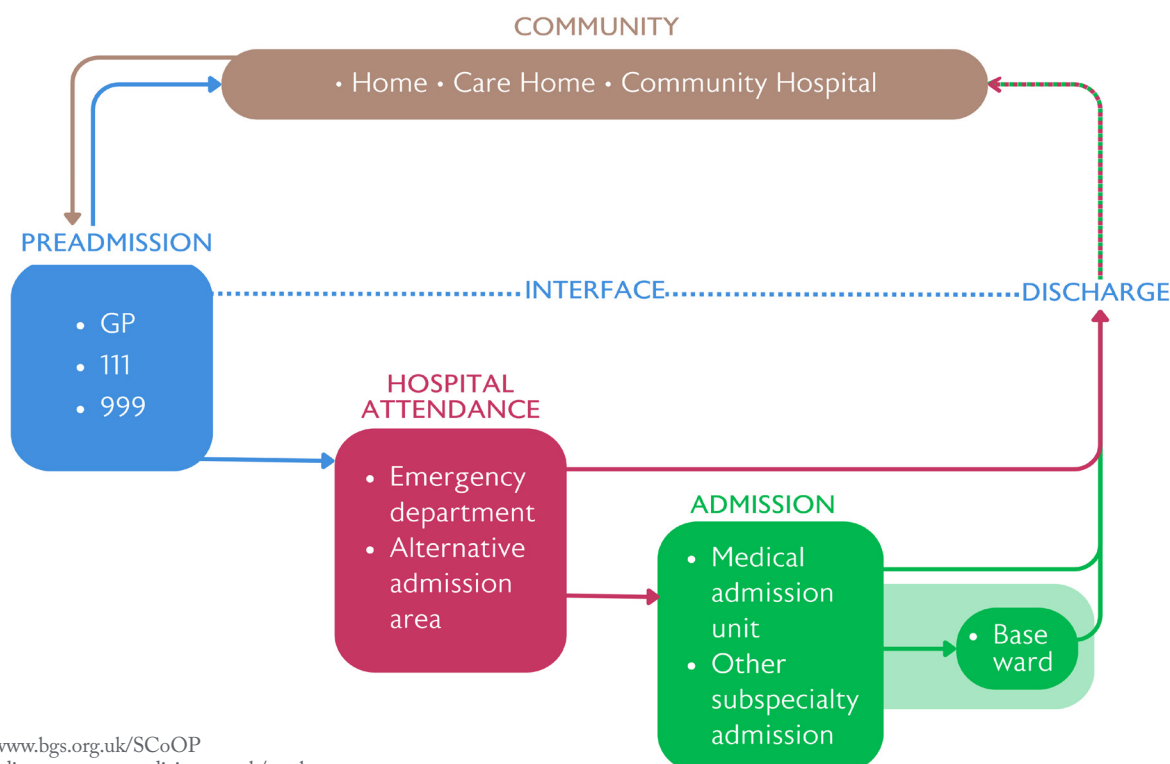 COMMUNITY
• Home • Care Home • Community Hospital
PREADMISSION
• GP
• 111
• 999
INTERFACE
DISCHARGE
HOSPITAL
ATTENDANCE
• Emergency
department
• Alternative
admission
area
ADMISSION
• Medical
admission
unit
• Other
subspecialty
admission
• Base
ward
www.bgs.org.uk/SCoOP